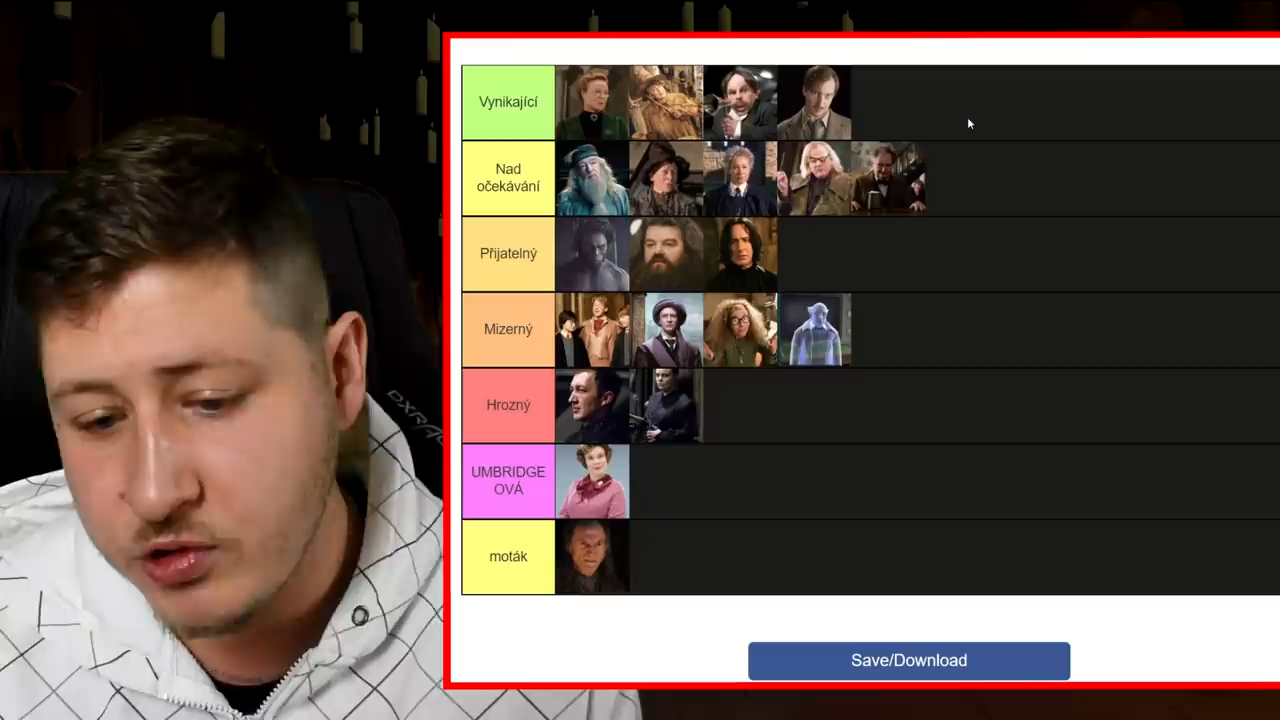 Vynikající
Nad
očekávání
Přijatelný
Mizerný
Hrozný
UMBRIDGE
OVÁ
moták
Save/Download